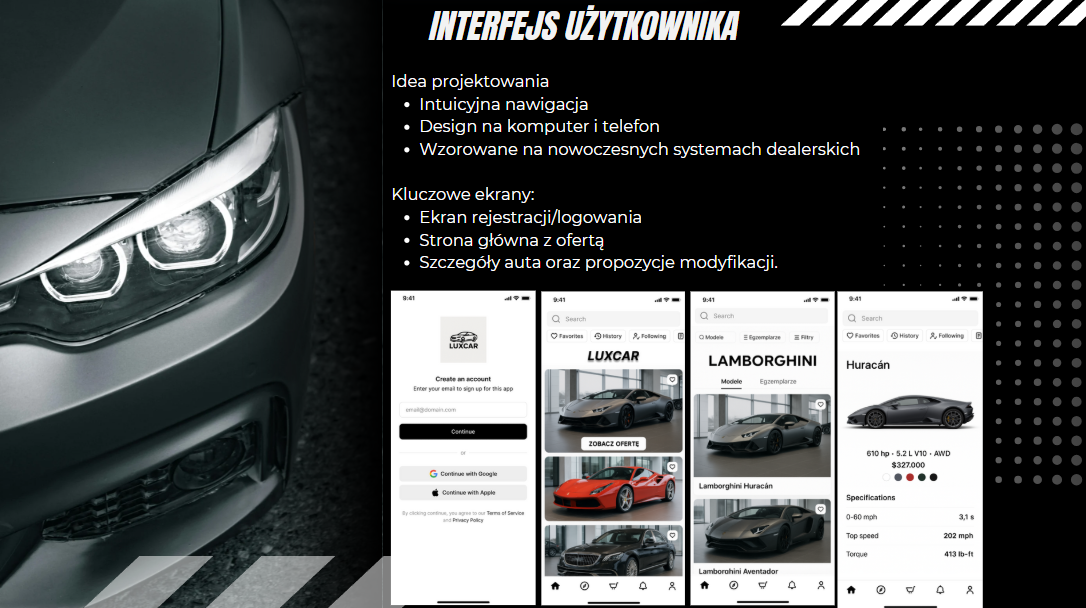 INTERFEJS UŻYTKOWNIKA
Idea projektowania
• Intuicyjna nawigacja
• Design na komputer i telefon
• Wzorowane na nowoczesnych systemach dealerskich
Kluczowe ekrany:
• Ekran rejestracji/logowania
• Strona główna z ofertą
• Szczegóły auta oraz propozycje modyfikacji.
9:41
LUXCAR
Create an account
Enter your email to sign up for this app
email@domain.com
Continue
or
Continue with Google
Continue with Apple
By clicking continue, you agree to our Terms of Service
and Privacy Policy
9:41
Search
Favorites History Following
LUXCAR
ZOBACZ OFERTĘ
9:41
Search
Modele Egzemplarze Filtry
LAMBORGHINI
Modele Egzemplarze
Lamborghini Huracán
Lamborghini Aventador
9:41
Search
Favorites History Following
Huracán
610 hp • 5.2 L V10 • AWD
$327.000
Specifications
0-60 mph 3,1 s
Top speed 202 mph
Torque 413 lb-ft